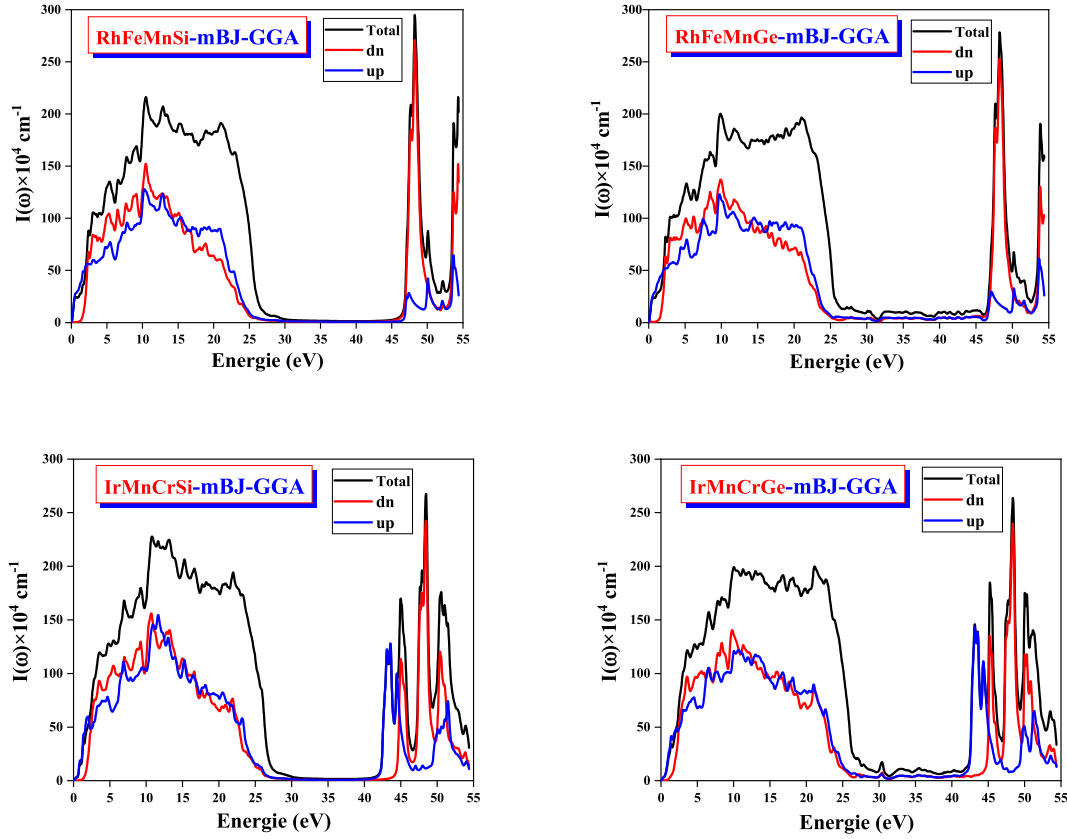 RhFeMnSi-mBJ-GGA
Total
dn
up
I(ω)×10⁴ cm⁻¹
300
250
200
150
100
50
0
0 5 10 15 20 25 30 35 40 45 50 55
Energie (eV)
RhFeMnGe-mBJ-GGA
Total
dn
up
I(ω)×10⁴ cm⁻¹
300
250
200
150
100
50
0
0 5 10 15 20 25 30 35 40 45 50 55
Energie (eV)
IrMnCrSi-mBJ-GGA
Total
dn
up
I(ω)×10⁴ cm⁻¹
300
250
200
150
100
50
0
0 5 10 15 20 25 30 35 40 45 50 55
Energie (eV)
IrMnCrGe-mBJ-GGA
Total
dn
up
I(ω)×10⁴ cm⁻¹
300
250
200
150
100
50
0
0 5 10 15 20 25 30 35 40 45 50 55
Energie (eV)